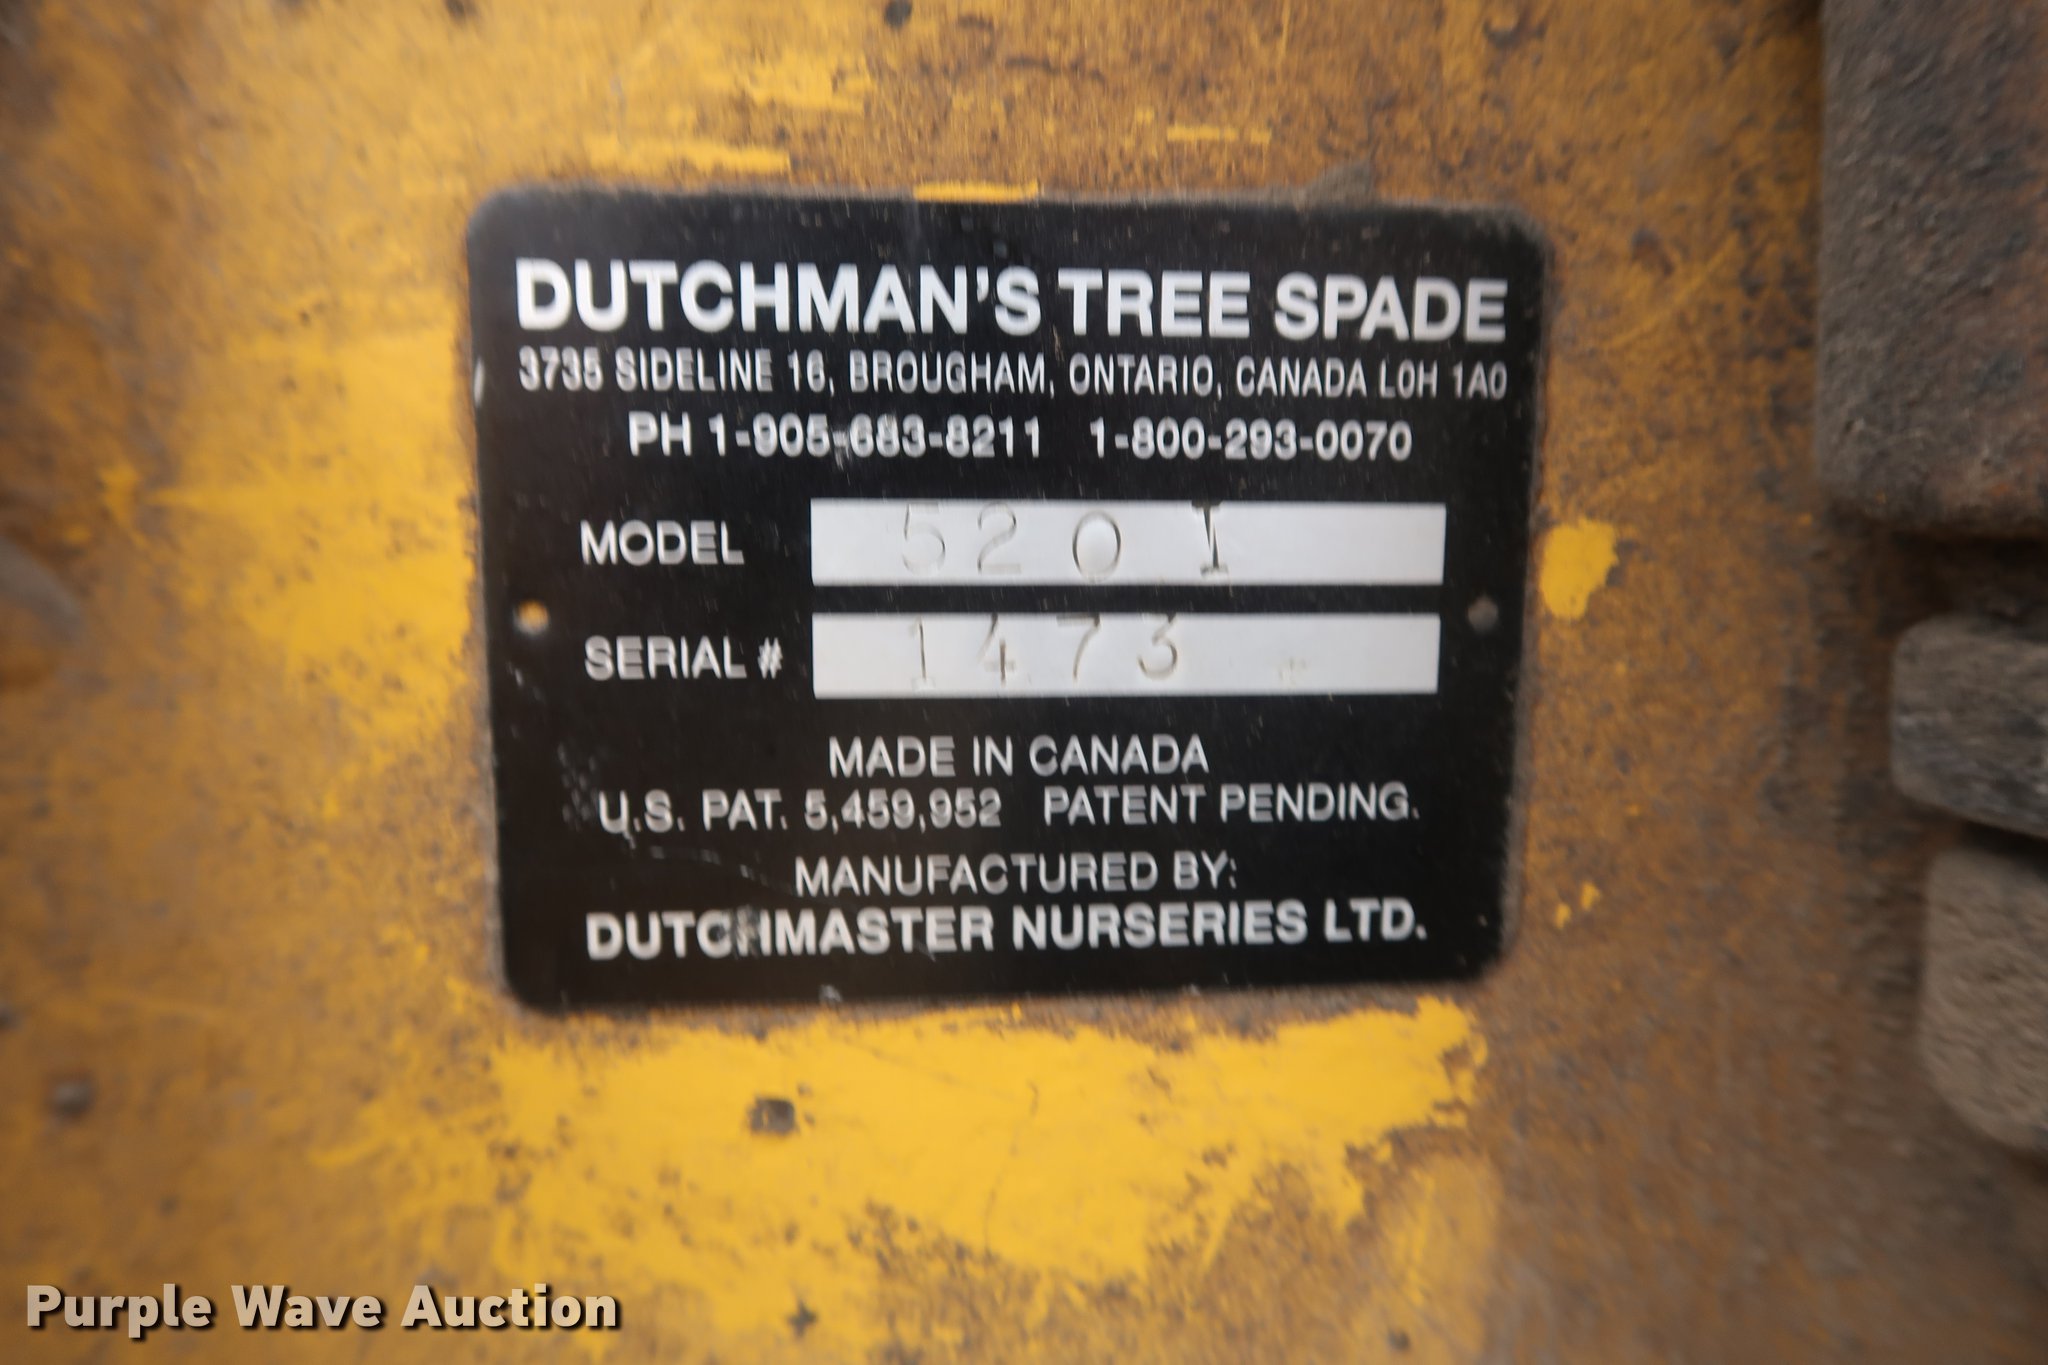 DUTCHMAN'S TREE SPADE
3735 SIDELINE 16, BROUGHAM, ONTARIO, CANADA L0H 1A0
PH 1-905-683-8211 1-800-293-0070
MODEL 520I
SERIAL # 1473
MADE IN CANADA
U.S. PAT. 5,459,952 PATENT PENDING.
MANUFACTURED BY:
DUTCHMASTER NURSERIES LTD.
Purple Wave Auction